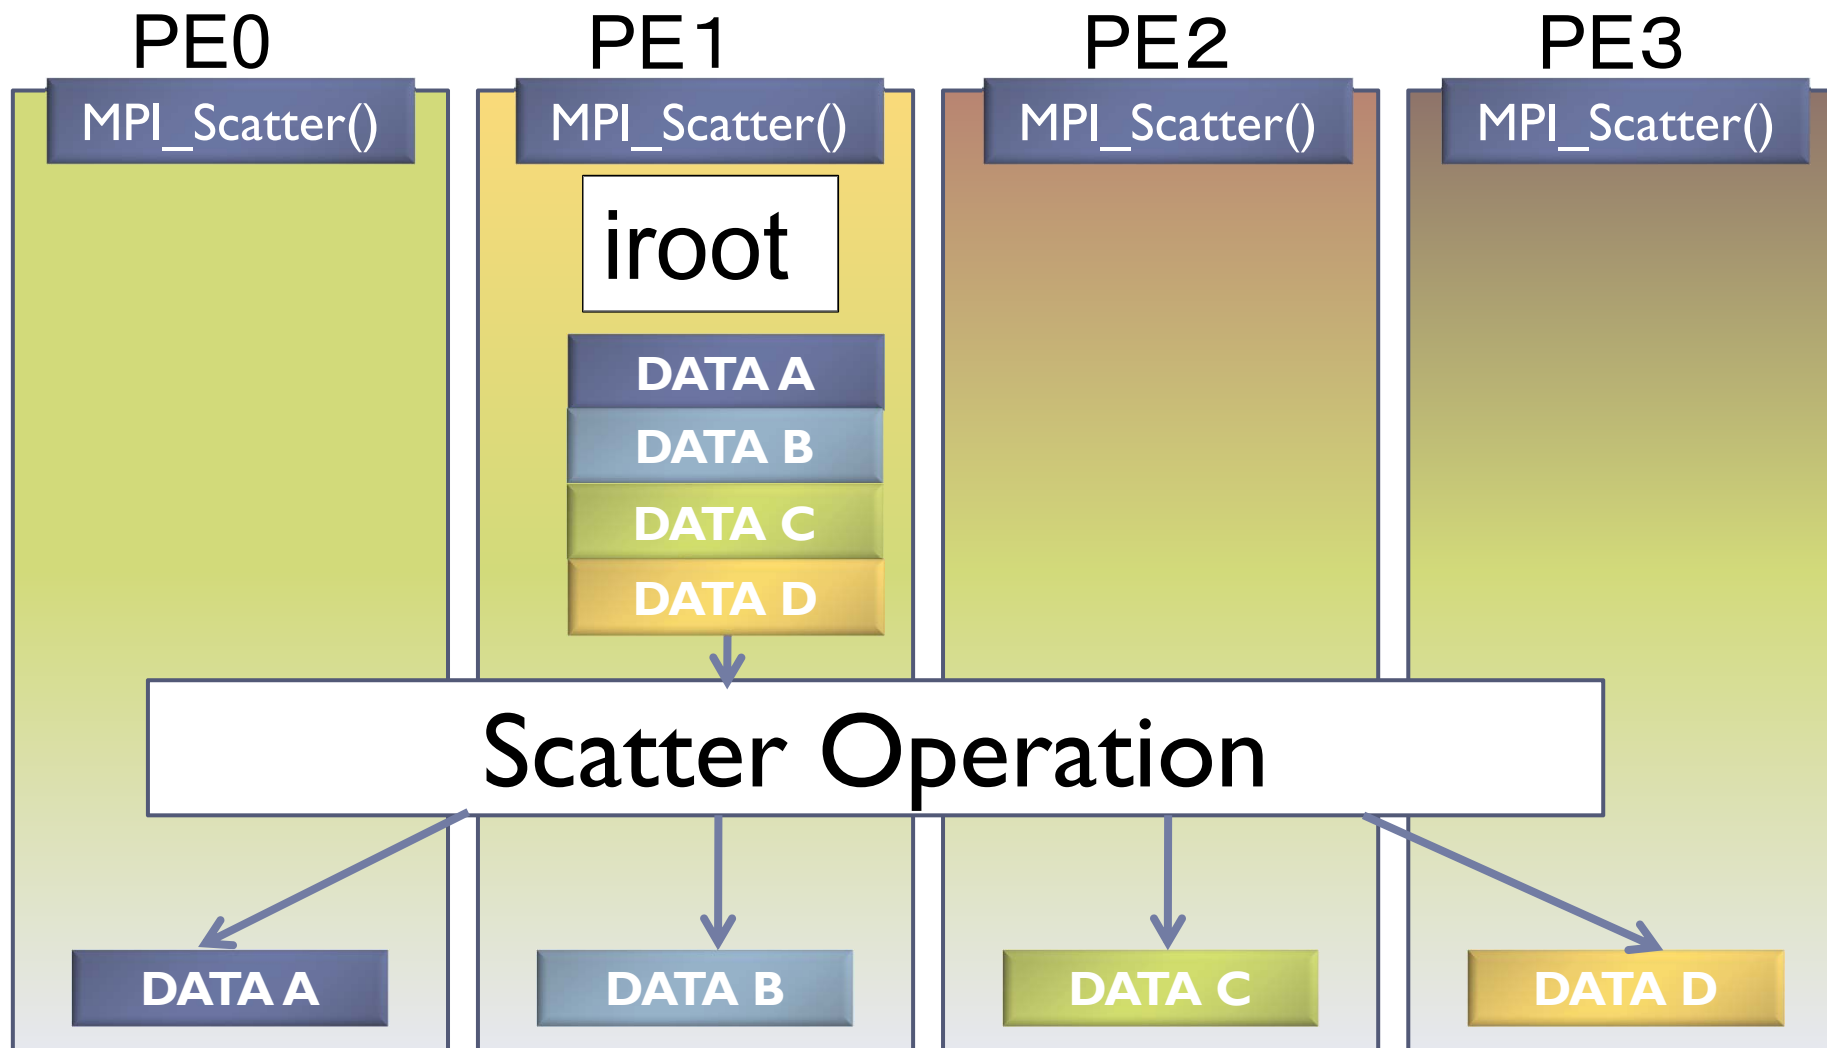 PE0
PE1
PE2
PE3
MPI_Scatter()
MPI_Scatter()
MPI_Scatter()
MPI_Scatter()
iroot
DATA A
DATA B
DATA C
DATA D
Scatter Operation
DATA A
DATA B
DATA C
DATA D